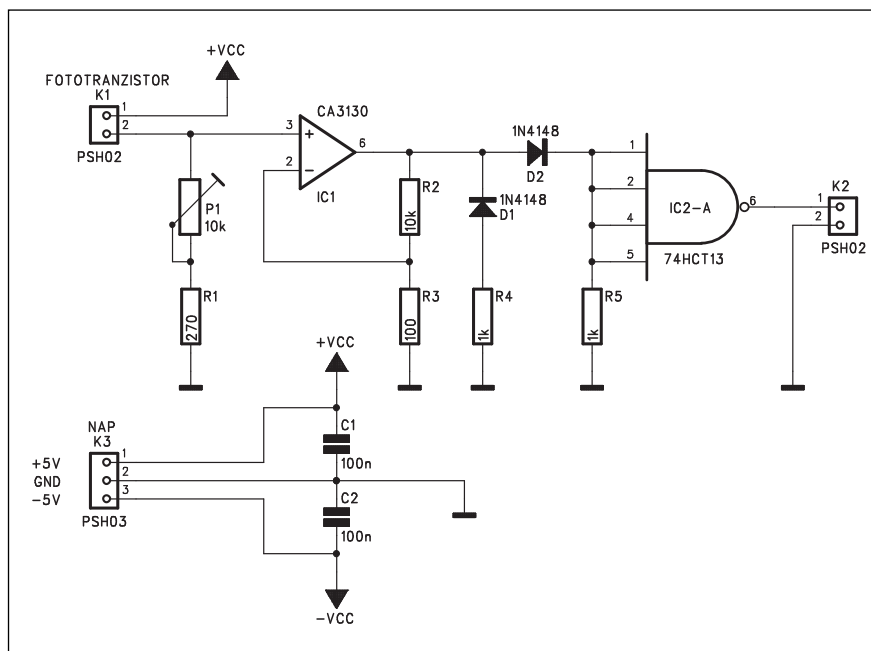 +VCC
FOTOTRANZISTOR
K1
1
2
PSH02
P1
10k
R1
270
CA3130
3
+
2
-
6
IC1
R2
10k
R3
100
1N4148
D1
R4
1k
1N4148
D2
R5
1k
1
2
4
5
IC2-A
6
74HCT13
K2
1
2
PSH02
+VCC
NAP
K3
+5V
GND
-5V
1
2
3
PSH03
C1
100n
C2
100n
-VCC